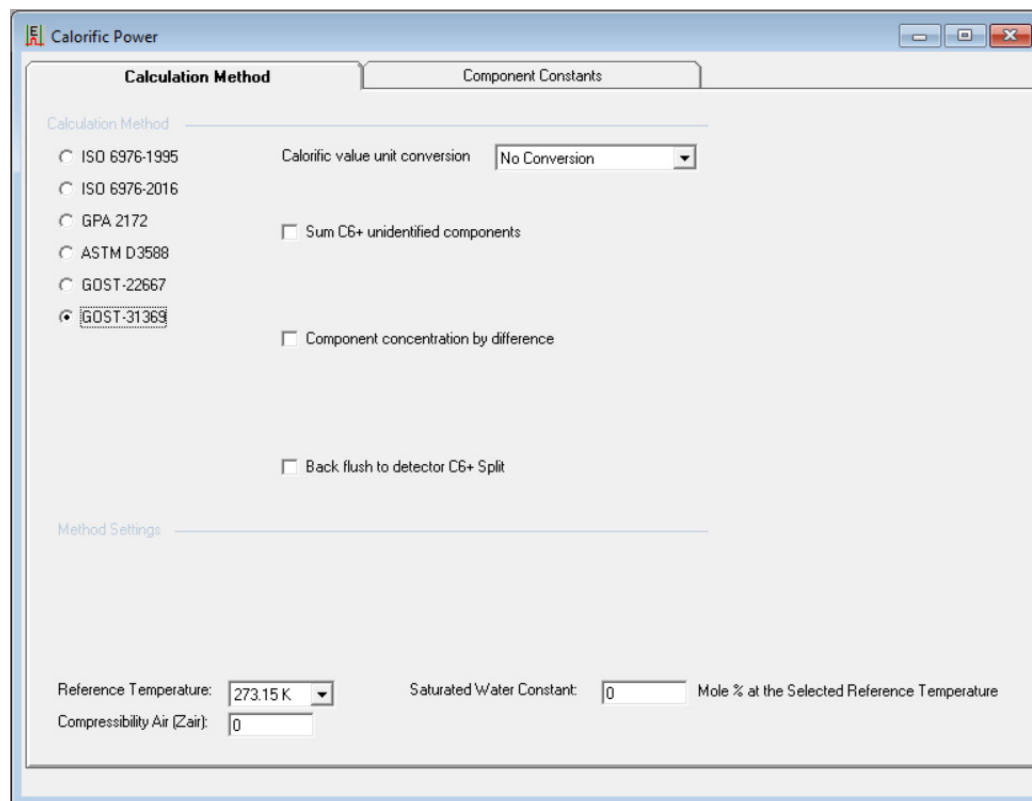 Calorific Power
Calculation Method
Component Constants
Calculation Method
ISO 6976-1995
Calorific value unit conversion
No Conversion
ISO 6976-2016
GPA 2172
Sum C6+ unidentified components
ASTM D3588
GOST-22667
GOST-31369
Component concentration by difference
Back flush to detector C6+ Split
Method Settings
Reference Temperature:
273.15 K
Saturated Water Constant:
0
Mole % at the Selected Reference Temperature
Compressibility Air (Zair):
0